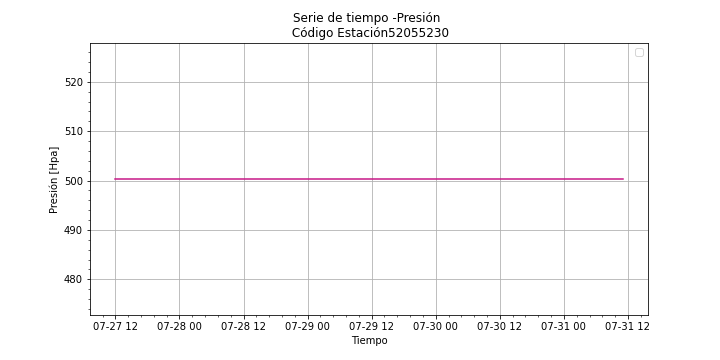 Serie de tiempo -Presión
Código Estación52055230
Presión [Hpa]
520
510
500
490
480
07-27 12 07-28 00 07-28 12 07-29 00 07-29 12 07-30 00 07-30 12 07-31 00 07-31 12
Tiempo